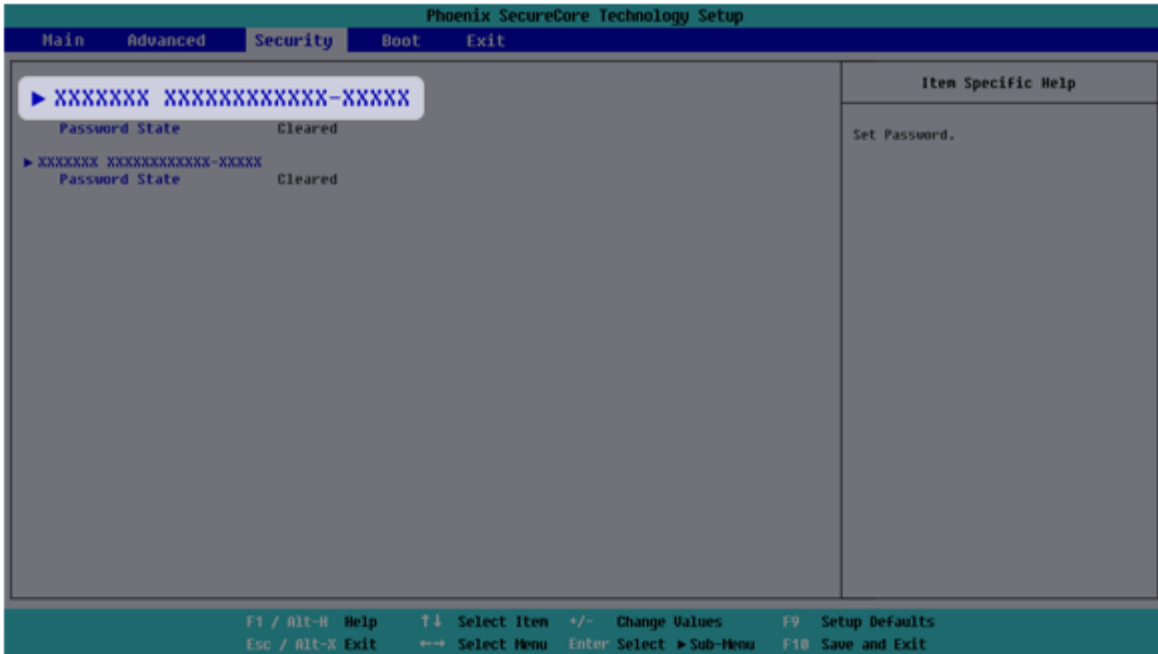 Phoenix SecureCore Technology Setup
Main Advanced Security Boot Exit
▶ XXXXXXX XXXXXXXXXXXX-XXXXX
Password State Cleared
▶ XXXXXXX XXXXXXXXXXXX-XXXXX
Password State Cleared
Item Specific Help
Set Password.
F1 / Alt-H Help ↑↓ Select Item +/- Change Values F9 Setup Defaults
Esc / Alt-X Exit ←→ Select Menu Enter Select ▶ Sub-Menu F10 Save and Exit